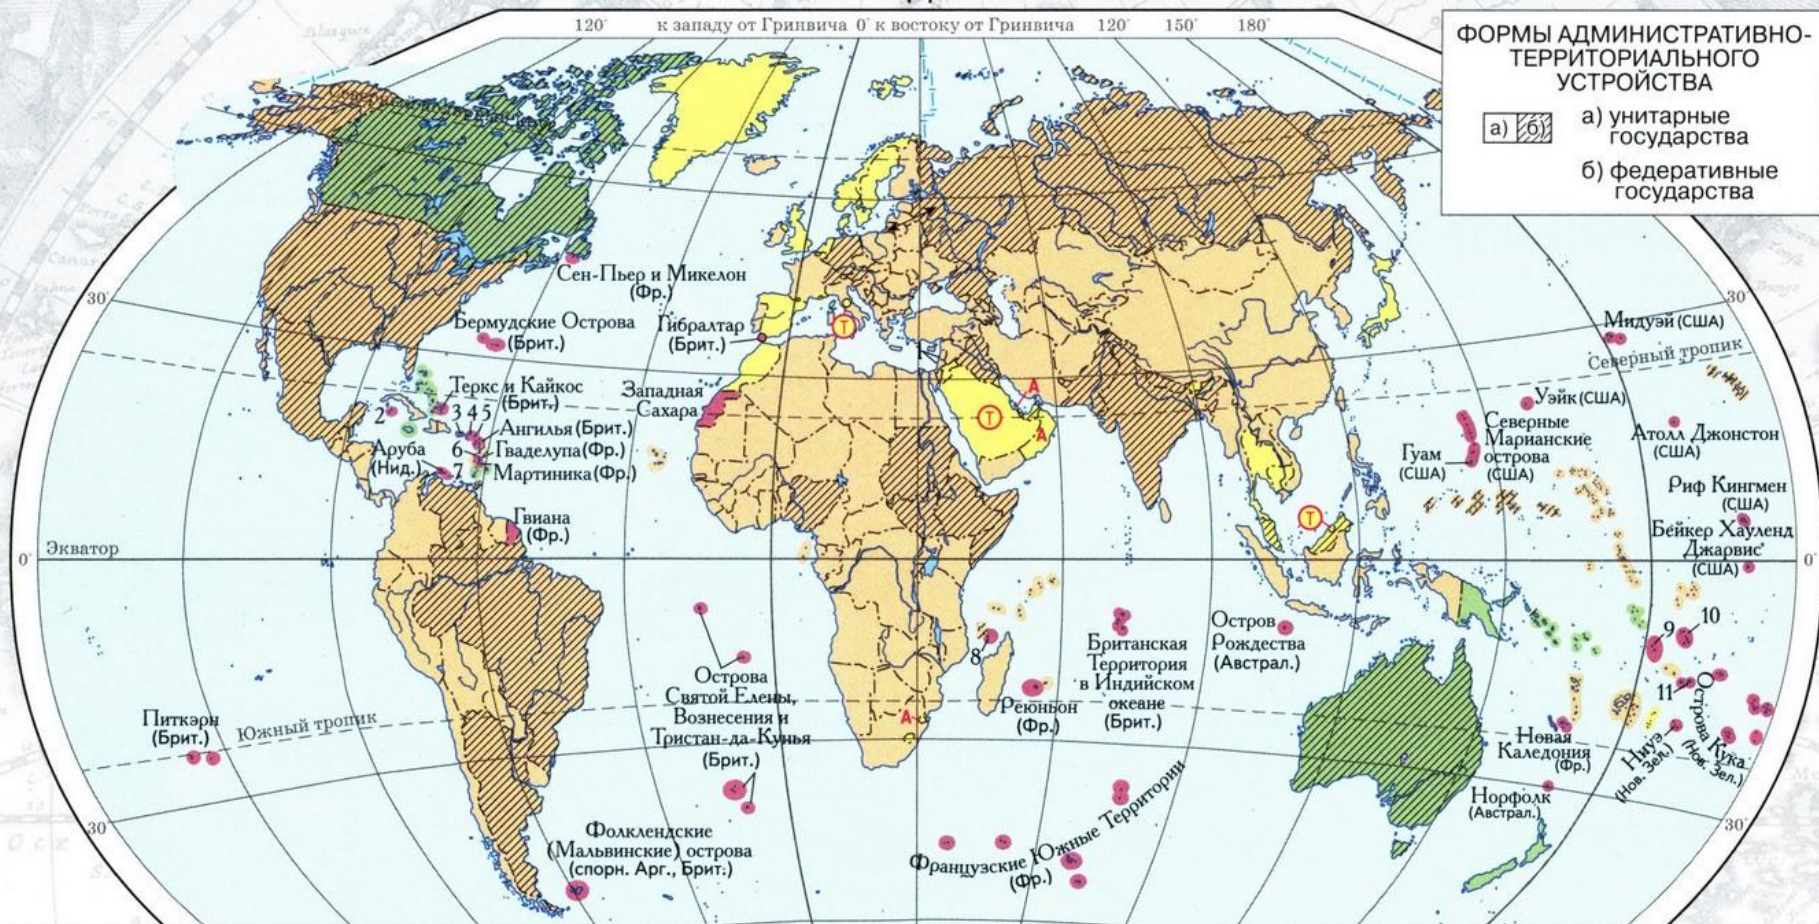 120°
к западу от Гринвича
0°
к востоку от Гринвича
120°
150°
180°
ФОРМЫ АДМИНИСТРАТИВНО-
ТЕРРИТОРИАЛЬНОГО
УСТРОЙСТВА
а)
б)
а) унитарные
государства
б) федеративные
государства
Сен-Пьер и Микелон
(Фр.)
30°
30°
Бермудские Острова
(Брит.)
Гибралтар
(Брит.)
Т
1
Мидуэй (США)
Северный тропик
Теркс и Кайкос
(Брит.)
Западная
Сахара
Т
А
А
Уэйк (США)
2
3 4 5
Ангилья (Брит.)
6
Гваделупа (Фр.)
Аруба
(Нид.)
7
Мартиника (Фр.)
Северные
Марианские
острова
(США)
Гуам
(США)
Атолл Джонстон
(США)
Гвиана
(Фр.)
Т
Риф Кингмен
(США)
Бейкер Хауленд
Джарвис
(США)
0°
Экватор
0°
8
Острова
Святой Елены,
Вознесения и
Тристан-да-Кунья
(Брит.)
Реюньон
(Фр.)
Британская
Территория
в Индийском
океане
(Брит.)
Остров
Рождества
(Австрал.)
9
10
11
Острова Кука
(Нов. Зел.)
Ниуэ
(Нов. Зел.)
А
Питкэрн
(Брит.)
Южный тропик
Новая
Каледония
(Фр.)
Норфолк
(Австрал.)
30°
30°
Фолклендские
(Мальвинские) острова
(спорн. Арг., Брит.)
Французские Южные Территории
(Фр.)